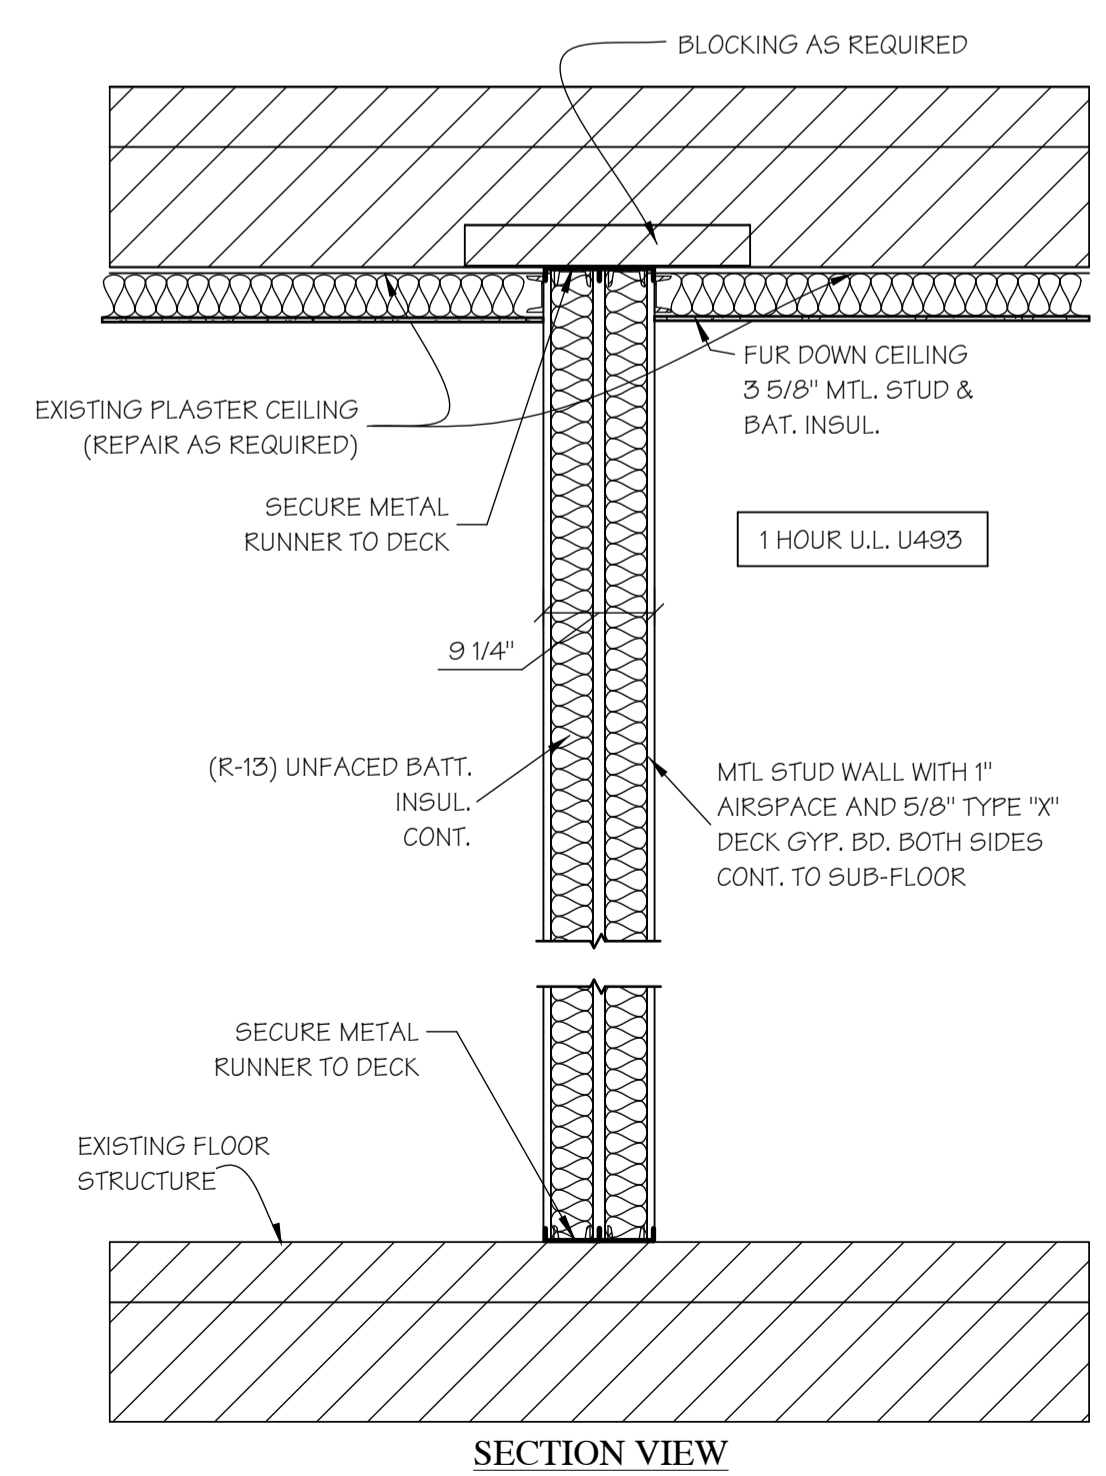 BLOCKING AS REQUIRED
FUR DOWN CEILING
3 5/8" MTL. STUD &
BAT. INSUL.
EXISTING PLASTER CEILING
(REPAIR AS REQUIRED)
SECURE METAL
RUNNER TO DECK
1 HOUR U.L. U493
9 1/4"
(R-13) UNFACED BATT.
INSUL.
CONT.
MTL STUD WALL WITH 1"
AIRSPACE AND 5/8" TYPE "X"
DECK GYP. BD. BOTH SIDES
CONT. TO SUB-FLOOR
SECURE METAL
RUNNER TO DECK
EXISTING FLOOR
STRUCTURE
SECTION VIEW